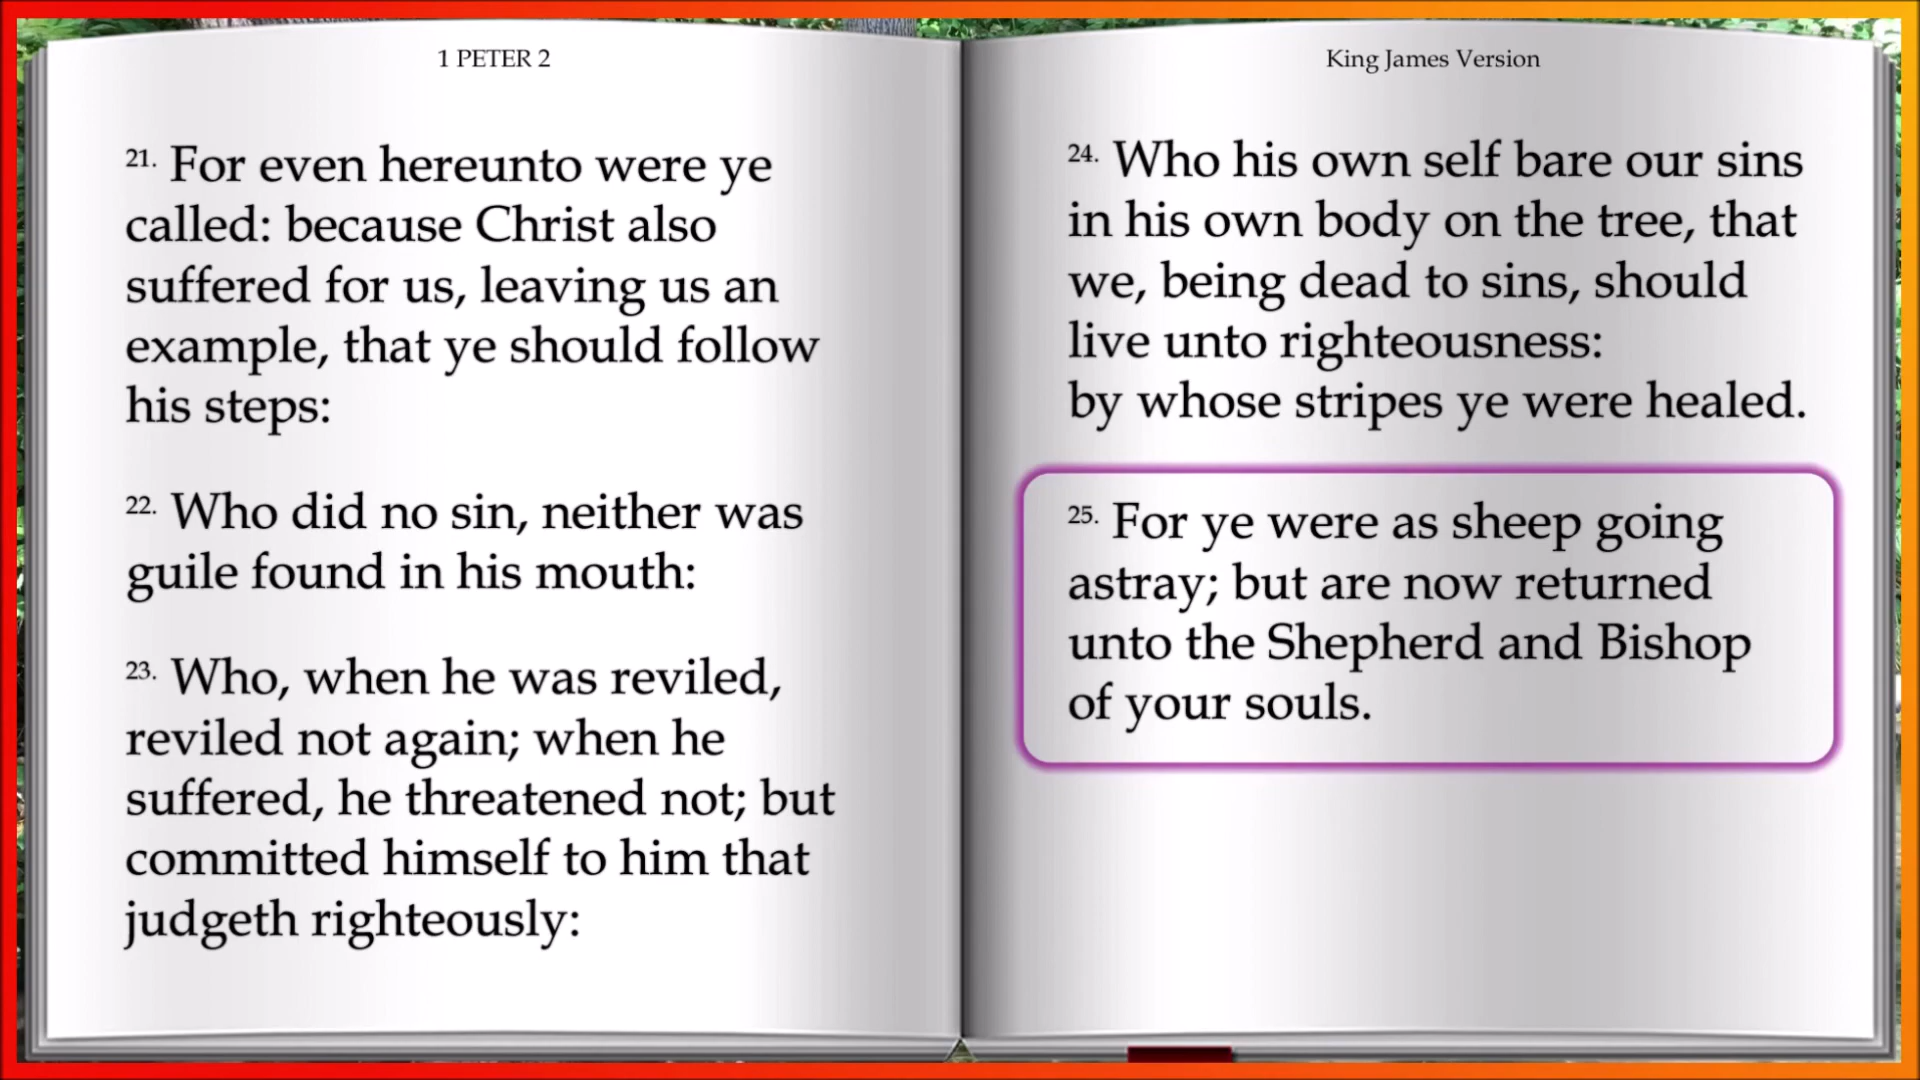 1 PETER 2
21. For even hereunto were ye
called: because Christ also
suffered for us, leaving us an
example, that ye should follow
his steps:
22. Who did no sin, neither was
guile found in his mouth:
23. Who, when he was reviled,
reviled not again; when he
suffered, he threatened not; but
committed himself to him that
judgeth righteously:
King James Version
24. Who his own self bare our sins
in his own body on the tree, that
we, being dead to sins, should
live unto righteousness:
by whose stripes ye were healed.
25. For ye were as sheep going
astray; but are now returned
unto the Shepherd and Bishop
of your souls.